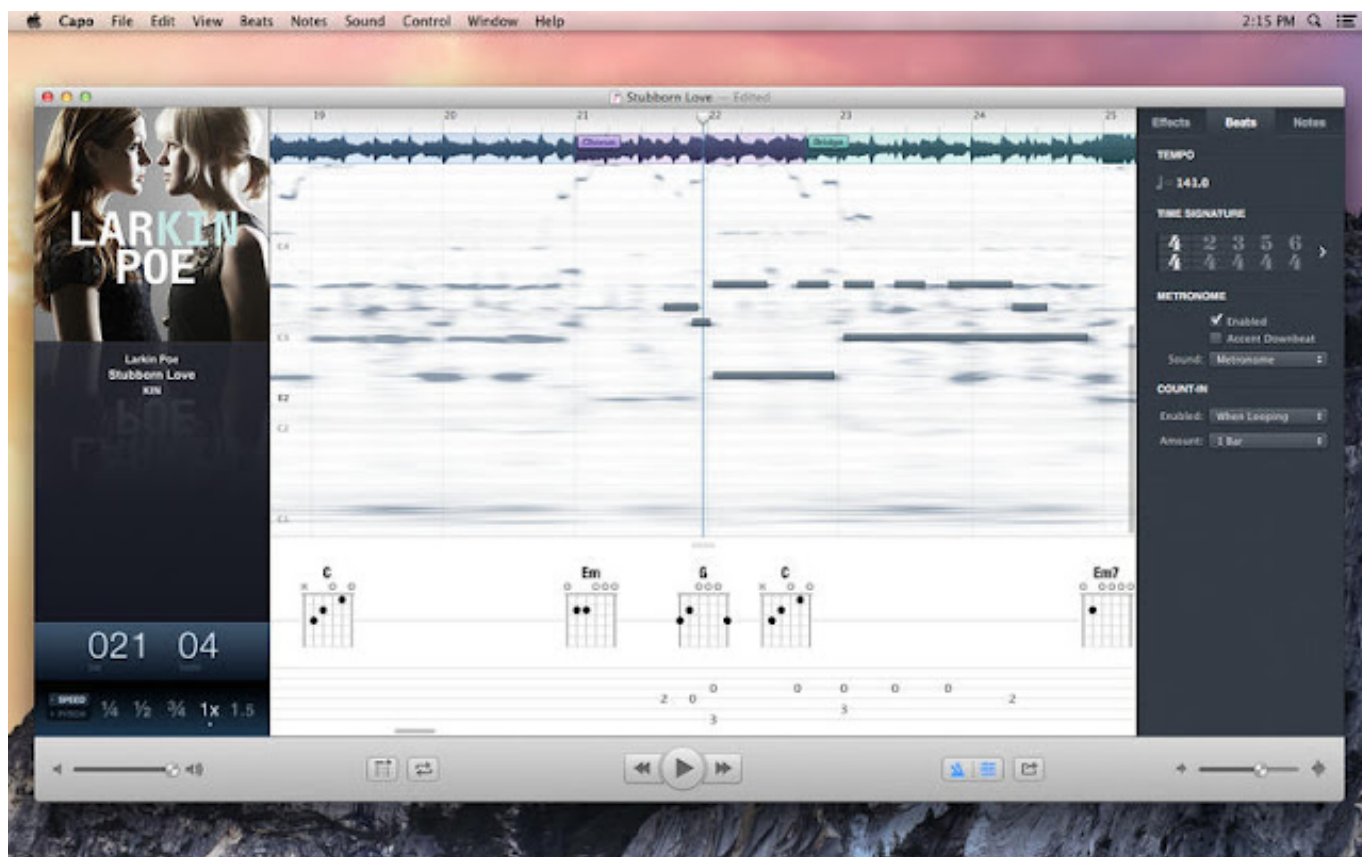 Capo File Edit View Beats Notes Sound Control Window Help 2:15 PM
Stubborn Love — Edited
19 20 21 22 23 24 25
Chorus Bridge
LARKIN
POE
Larkin Poe
Stubborn Love
KIN
C4
C3
E2
C2
C1
Effects Beats Notes
TEMPO
♩= 141.0
TIME SIGNATURE
4 2 3 5 6
4 4 4 4 4
METRONOME
Enabled
Accent Downbeat
Sound: Metronome
COUNT-IN
Enabled: When Looping
Amount: 1 Bar
C Em G C Em7
x o o o ooo ooo x o o o oooo
021 04
SPEED
PITCH
¼ ½ ¾ 1x 1.5
0 0 0 0 0
2 0 2
3
3